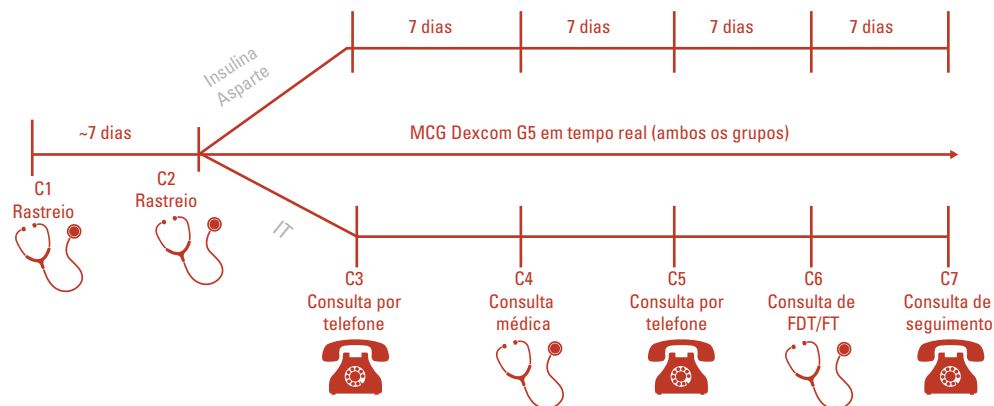 7 dias
7 dias
7 dias
7 dias
Insulina
Asparte
~7 dias
MCG Dexcom G5 em tempo real (ambos os grupos)
C1
Rastreio
C2
Rastreio
IT
C3
Consulta por
telefone
C4
Consulta
médica
C5
Consulta por
telefone
C6
Consulta de
FDT/FT
C7
Consulta de
seguimento